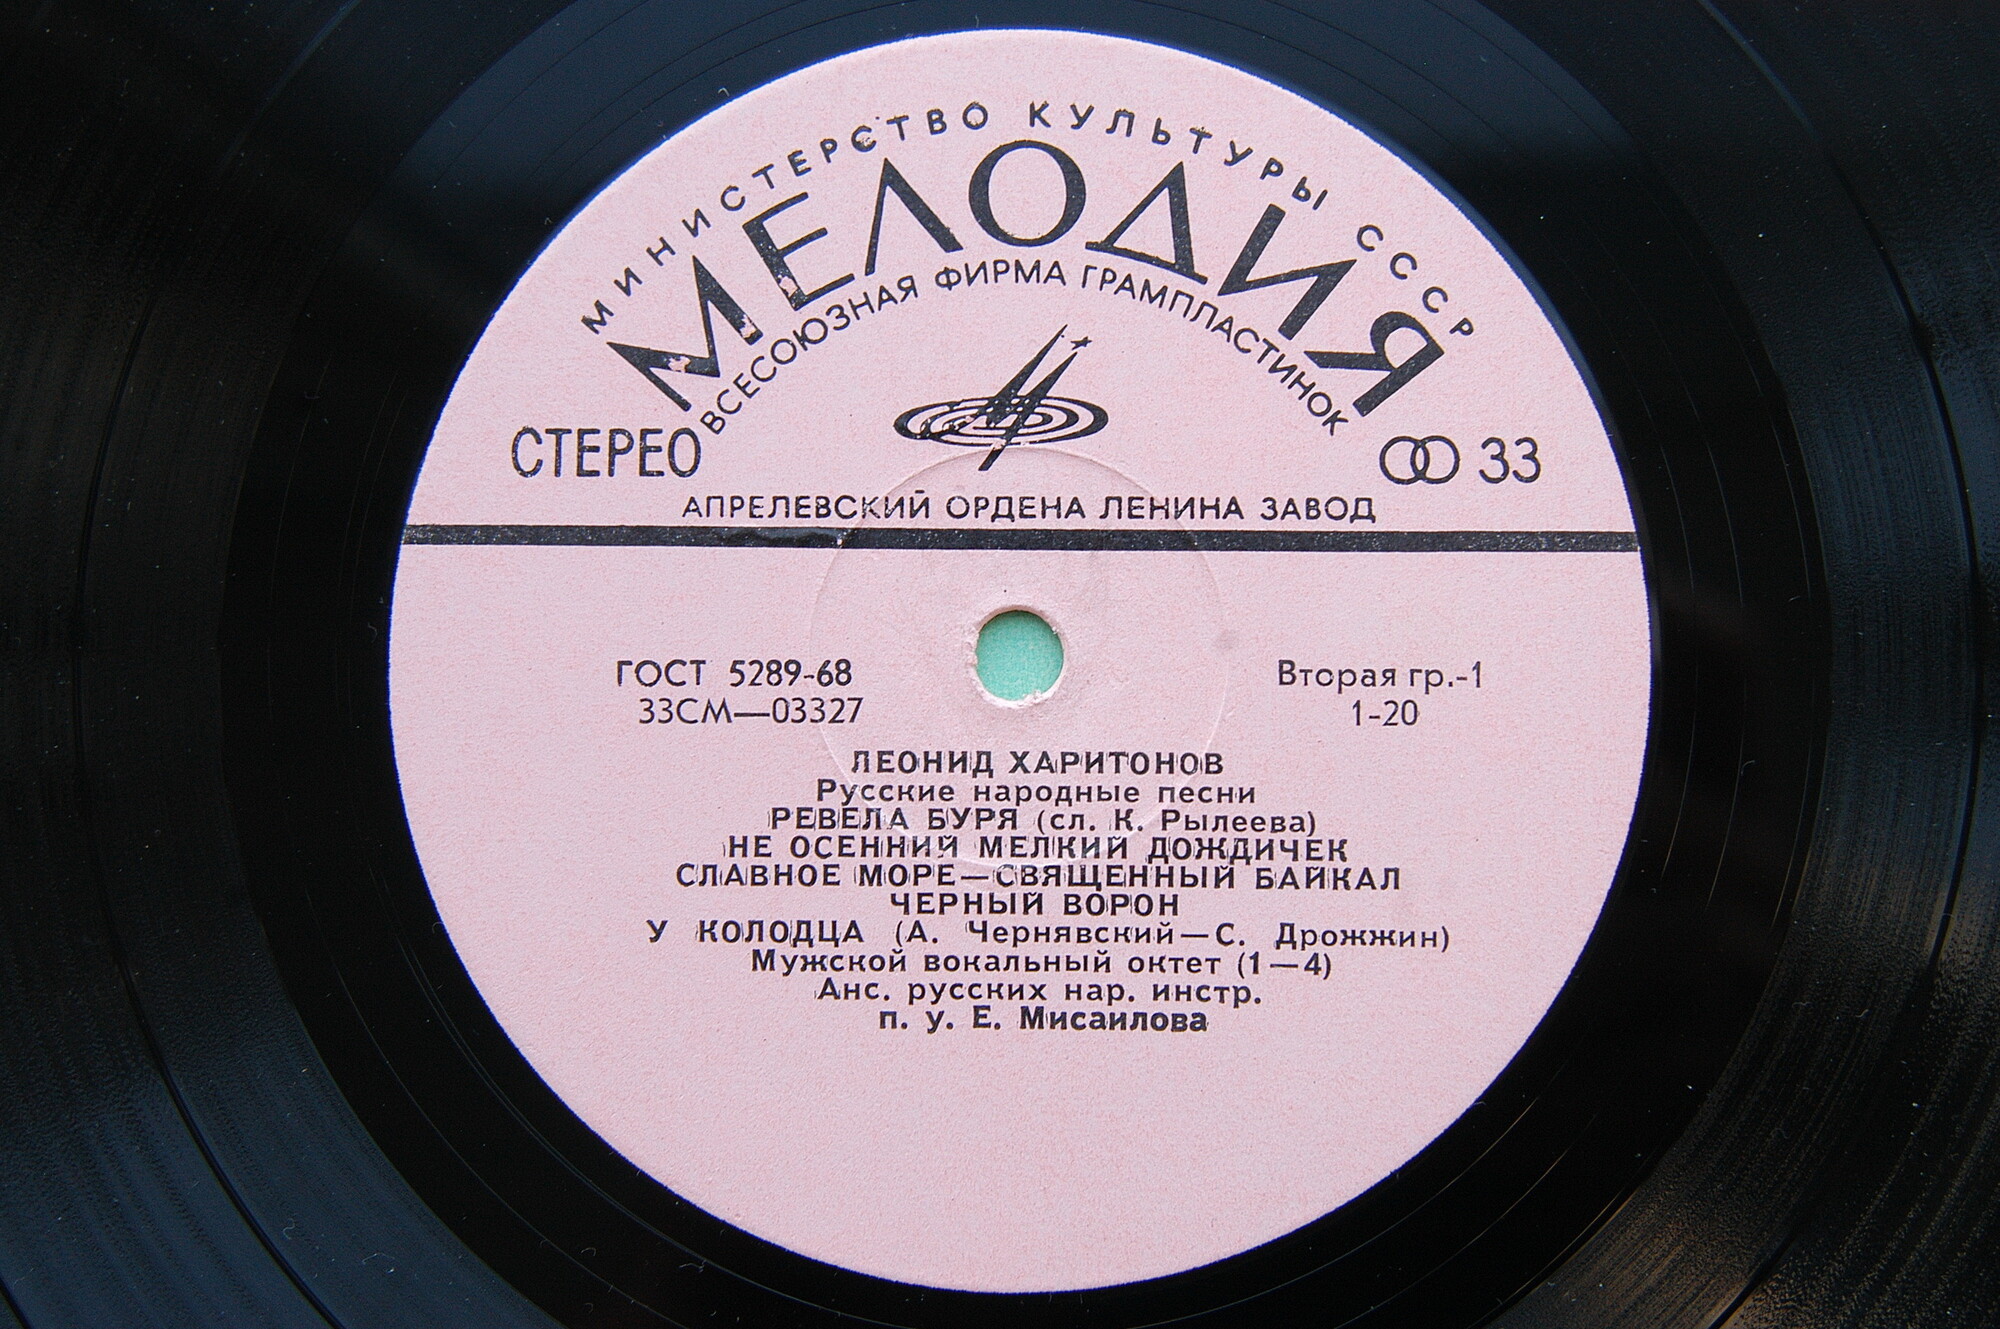 МИНИСТЕРСТВО КУЛЬТУРЫ СССР
МЕЛОДИЯ
ВСЕСОЮЗНАЯ ФИРМА ГРАМПЛАСТИНОК
СТЕРЕО
33
АПРЕЛЕВСКИЙ ОРДЕНА ЛЕНИНА ЗАВОД
ГОСТ 5289-68
33СМ—03327
Вторая гр.-1
1-20
ЛЕОНИД ХАРИТОНОВ
Русские народные песни
РЕВЕЛА БУРЯ (сл. К. Рылеева)
НЕ ОСЕННИЙ МЕЛКИЙ ДОЖДИЧЕК
СЛАВНОЕ МОРЕ—СВЯЩЕННЫЙ БАЙКАЛ
ЧЕРНЫЙ ВОРОН
У КОЛОДЦА (А. Чернявский—С. Дрожжин)
Мужской вокальный октет (1—4)
Анс. русских нар. инстр.
п. у. Е. Мисаилова